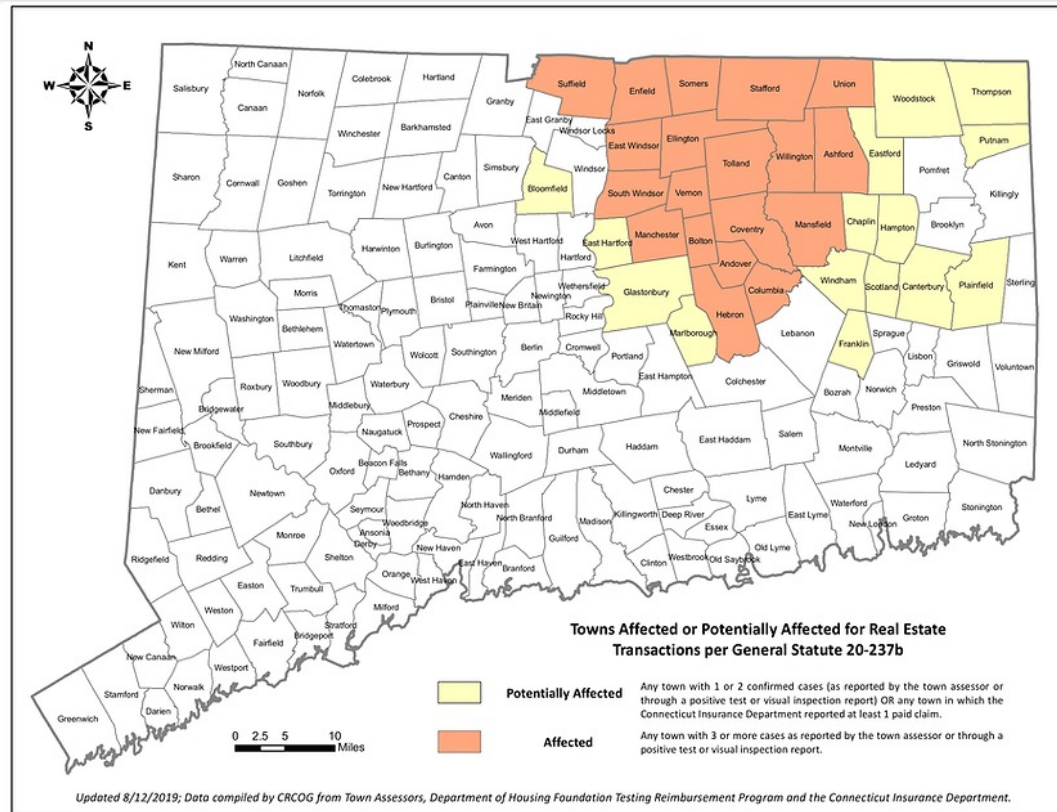 N
W E
S
Salisbury
North Canaan
Canaan
Norfolk
Colebrook
Hartland
Granby
Suffield
Enfield
Somers
Stafford
Union
Woodstock
Thompson
Putnam
East Granby
Windsor Locks
Winchester
Barkhamsted
East Windsor
Ellington
Tolland
Willington
Ashford
Eastford
Pomfret
Killingly
Sharon
Cornwall
Goshen
Torrington
New Hartford
Canton
Simsbury
Bloomfield
Windsor
South Windsor
Vernon
Mansfield
Chaplin
Hampton
Brooklyn
Kent
Warren
Litchfield
Harwinton
Burlington
Avon
West Hartford
Hartford
East Hartford
Manchester
Bolton
Coventry
Andover
Columbia
Windham
Scotland
Canterbury
Plainfield
Sterling
Morris
Thomaston
Plymouth
Bristol
Farmington
Plainville
New Britain
Newington
Wethersfield
Rocky Hill
Glastonbury
Hebron
Marlborough
Lebanon
Franklin
Sprague
Lisbon
Griswold
Voluntown
Washington
Bethlehem
Watertown
Wolcott
Southington
Berlin
Cromwell
Portland
East Hampton
Colchester
Bozrah
Norwich
Preston
New Milford
Sherman
Roxbury
Woodbury
Waterbury
Middlebury
Meriden
Middletown
Middlefield
Bridgewater
New Fairfield
Brookfield
Southbury
Naugatuck
Prospect
Cheshire
Wallingford
Durham
Haddam
East Haddam
Salem
Montville
Ledyard
North Stonington
Danbury
Bethel
Newtown
Oxford
Beacon Falls
Bethany
Hamden
North Haven
North Branford
Madison
Killingworth
Chester
Deep River
Essex
Lyme
East Lyme
Waterford
New London
Groton
Stonington
Seymour
Woodbridge
Ansonia
Derby
Monroe
Shelton
Orange
New Haven
West Haven
East Haven
Branford
Guilford
Clinton
Westbrook
Old Saybrook
Old Lyme
Ridgefield
Redding
Easton
Trumbull
Milford
Weston
Wilton
Fairfield
Bridgeport
Stratford
New Canaan
Westport
Norwalk
Stamford
Darien
Greenwich
Towns Affected or Potentially Affected for Real Estate
Transactions per General Statute 20-237b
Potentially Affected
Any town with 1 or 2 confirmed cases (as reported by the town assessor or
through a positive test or visual inspection report) OR any town in which the
Connecticut Insurance Department reported at least 1 paid claim.
Affected
Any town with 3 or more cases as reported by the town assessor or through a
positive test or visual inspection report.
0 2.5 5 10
Miles
Updated 8/12/2019; Data compiled by CRCOG from Town Assessors, Department of Housing Foundation Testing Reimbursement Program and the Connecticut Insurance Department.